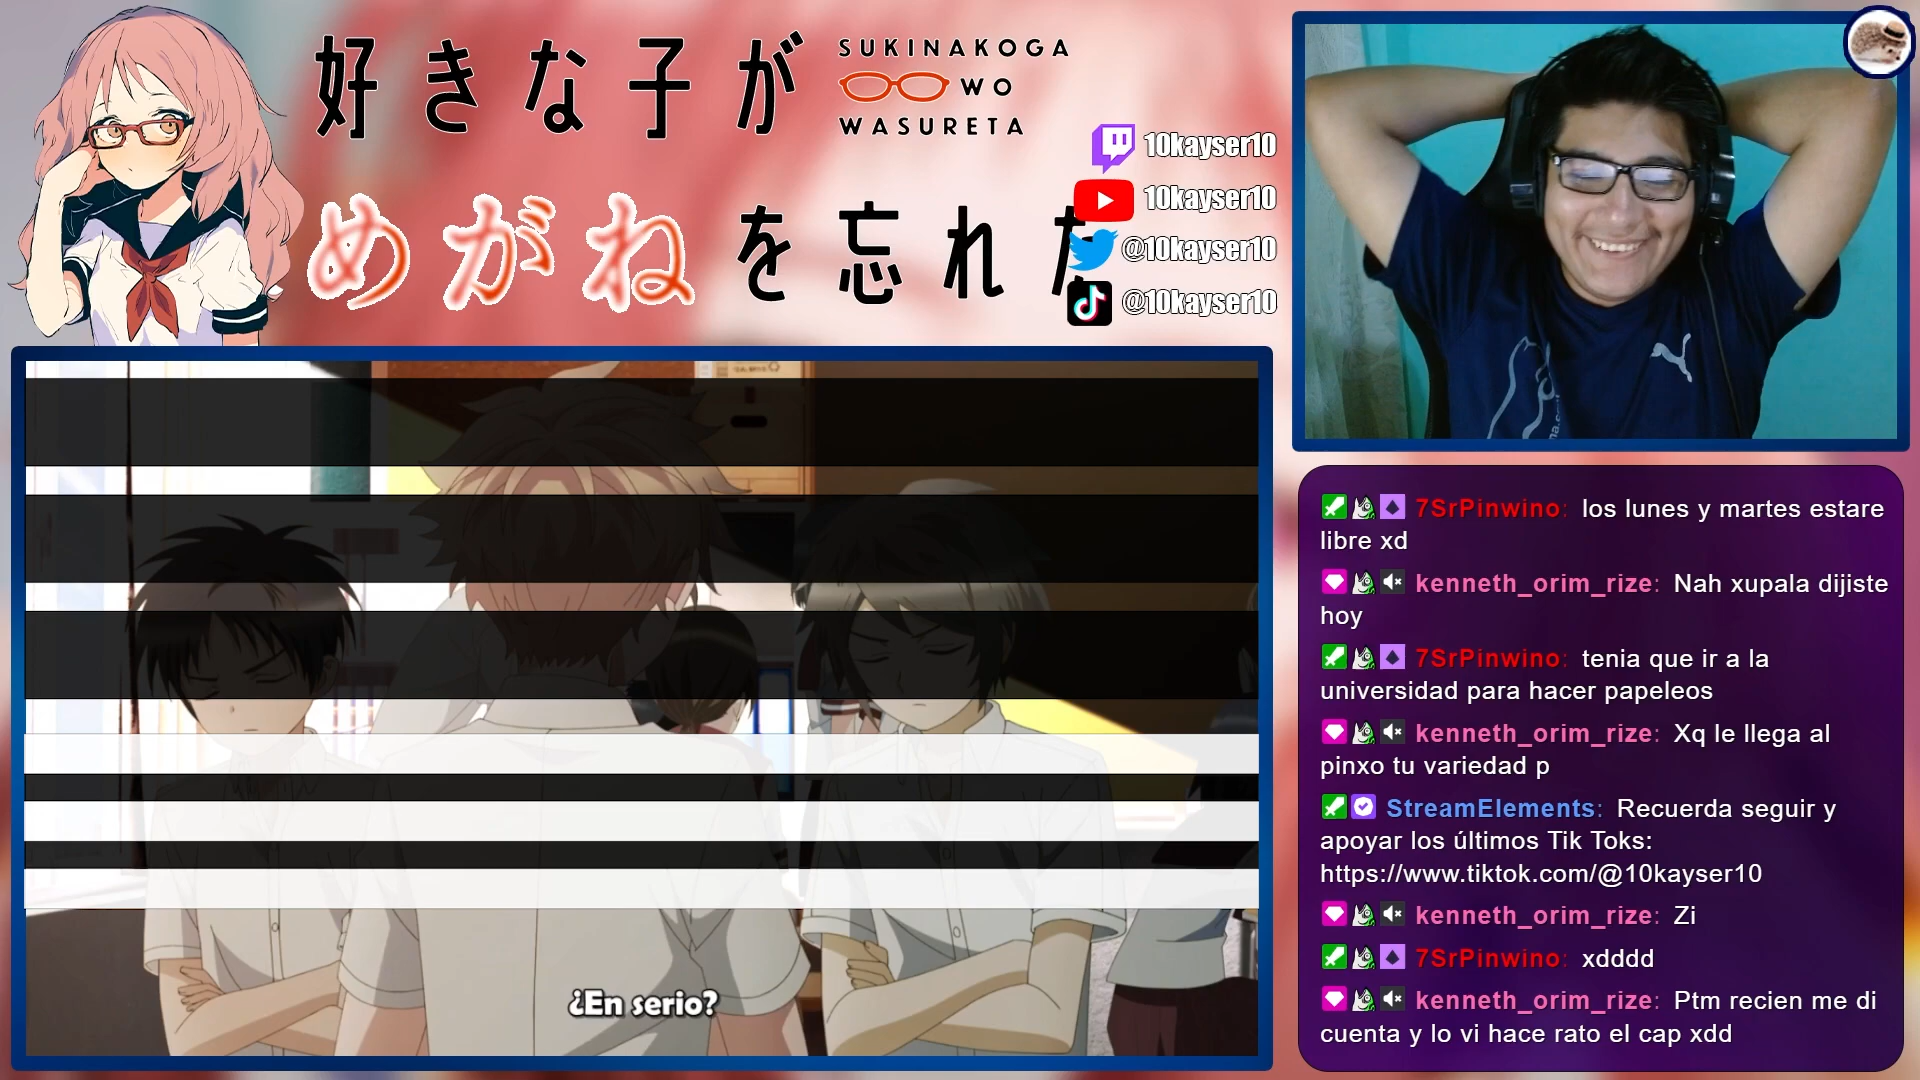 好きな子が
SUKINAKOGA
WO
WASURETA
めがねを忘れた
10kayser10
10kayser10
@10kayser10
@10kayser10
¿En serio?
7SrPinwino: los lunes y martes estare
libre xd
kenneth_orim_rize: Nah xupala dijiste
hoy
7SrPinwino: tenia que ir a la
universidad para hacer papeleos
kenneth_orim_rize: Xq le llega al
pinxo tu variedad p
StreamElements: Recuerda seguir y
apoyar los últimos Tik Toks:
https://www.tiktok.com/@10kayser10
kenneth_orim_rize: Zi
7SrPinwino: xdddd
kenneth_orim_rize: Ptm recien me di
cuenta y lo vi hace rato el cap xdd